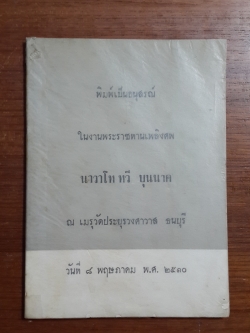 พิมพ์เป็นอนุสรณ์
ในงานพระราชทานเพลิงศพ
นาวาโท ทวี บุนนาค
ณ เมรุวัดประยุรวงศาวาส ธนบุรี
วันที่ ๘ พฤษภาคม พ.ศ. ๒๕๑๐